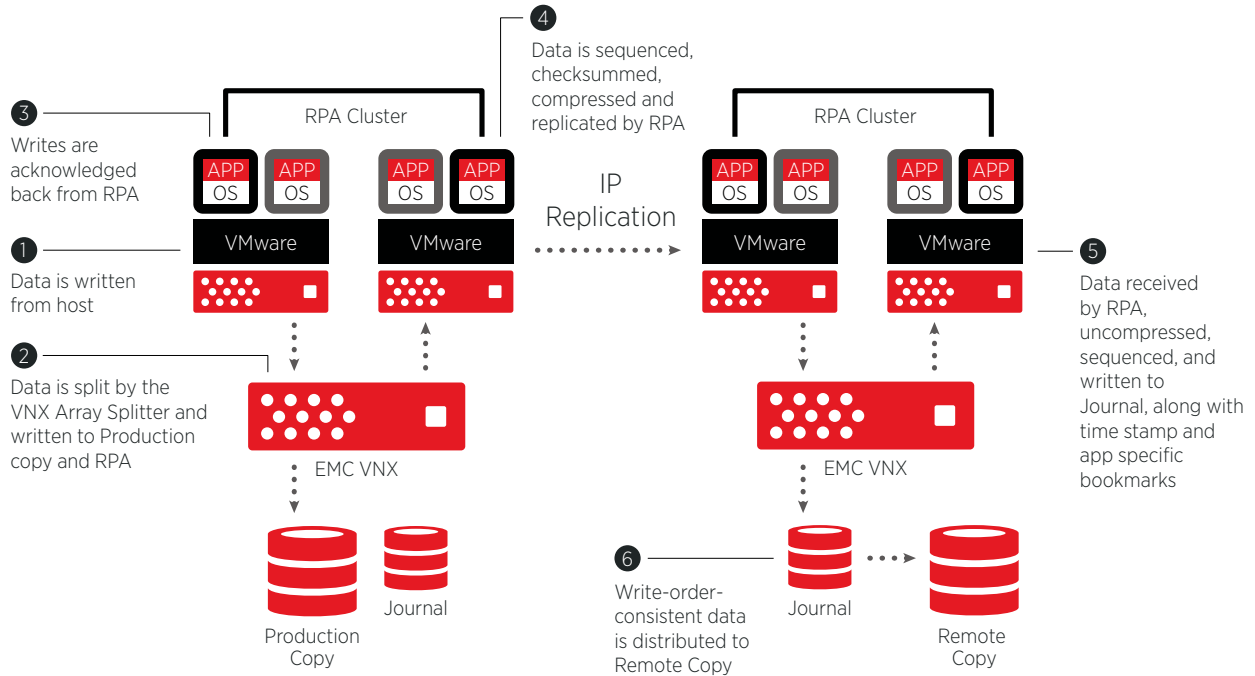 4
Data is sequenced,
checksummed,
compressed and
replicated by RPA
3
Writes are
acknowledged
back from RPA
RPA Cluster
APP
OS
APP
OS
APP
OS
APP
OS
VMware
VMware
1
Data is written
from host
2
Data is split by the
VNX Array Splitter and
written to Production
copy and RPA
EMC VNX
Production
Copy
Journal
IP
Replication
RPA Cluster
APP
OS
APP
OS
APP
OS
APP
OS
VMware
VMware
5
Data received
by RPA,
uncompressed,
sequenced, and
written to
Journal, along with
time stamp and
app specific
bookmarks
EMC VNX
6
Write-order-
consistent data
is distributed to
Remote Copy
Journal
Remote
Copy